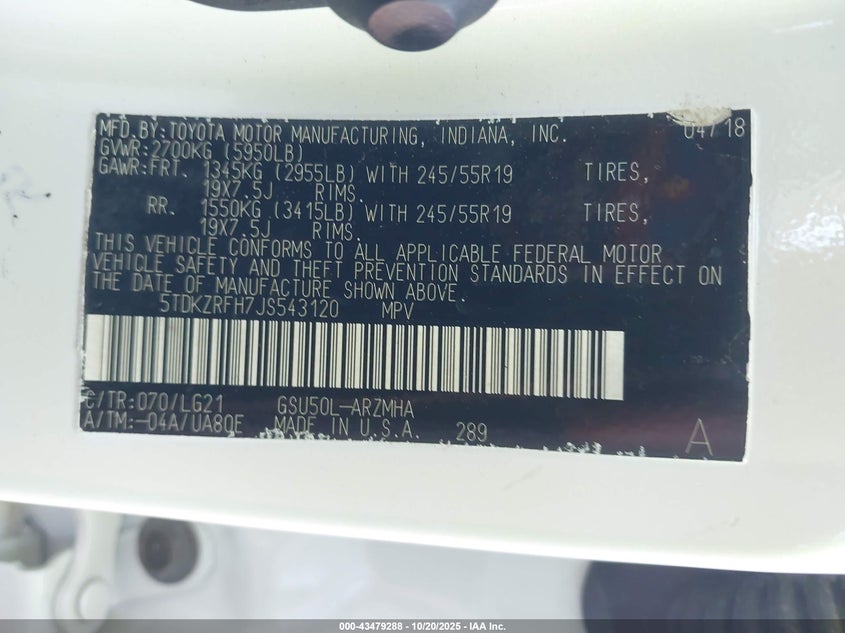 MFD. BY: TOYOTA MOTOR MANUFACTURING, INDIANA, INC. 04/18
GVWR: 2700KG (5950LB)
GAWR: FRT. 1345KG (2955LB) WITH 245/55R19 TIRES,
19X7.5J RIMS.
RR. 1550KG (3415LB) WITH 245/55R19 TIRES,
19X7.5J RIMS.
THIS VEHICLE CONFORMS TO ALL APPLICABLE FEDERAL MOTOR
VEHICLE SAFETY AND THEFT PREVENTION STANDARDS IN EFFECT ON
THE DATE OF MANUFACTURE SHOWN ABOVE.
5TDKZRFH7JS543120 MPV
C/TR: 070/LG21 GSU50L-ARZMHA
A/TM: -04A/UA80E MADE IN U.S.A. 289 A
000-43479288 - 10/20/2025 - IAA Inc.